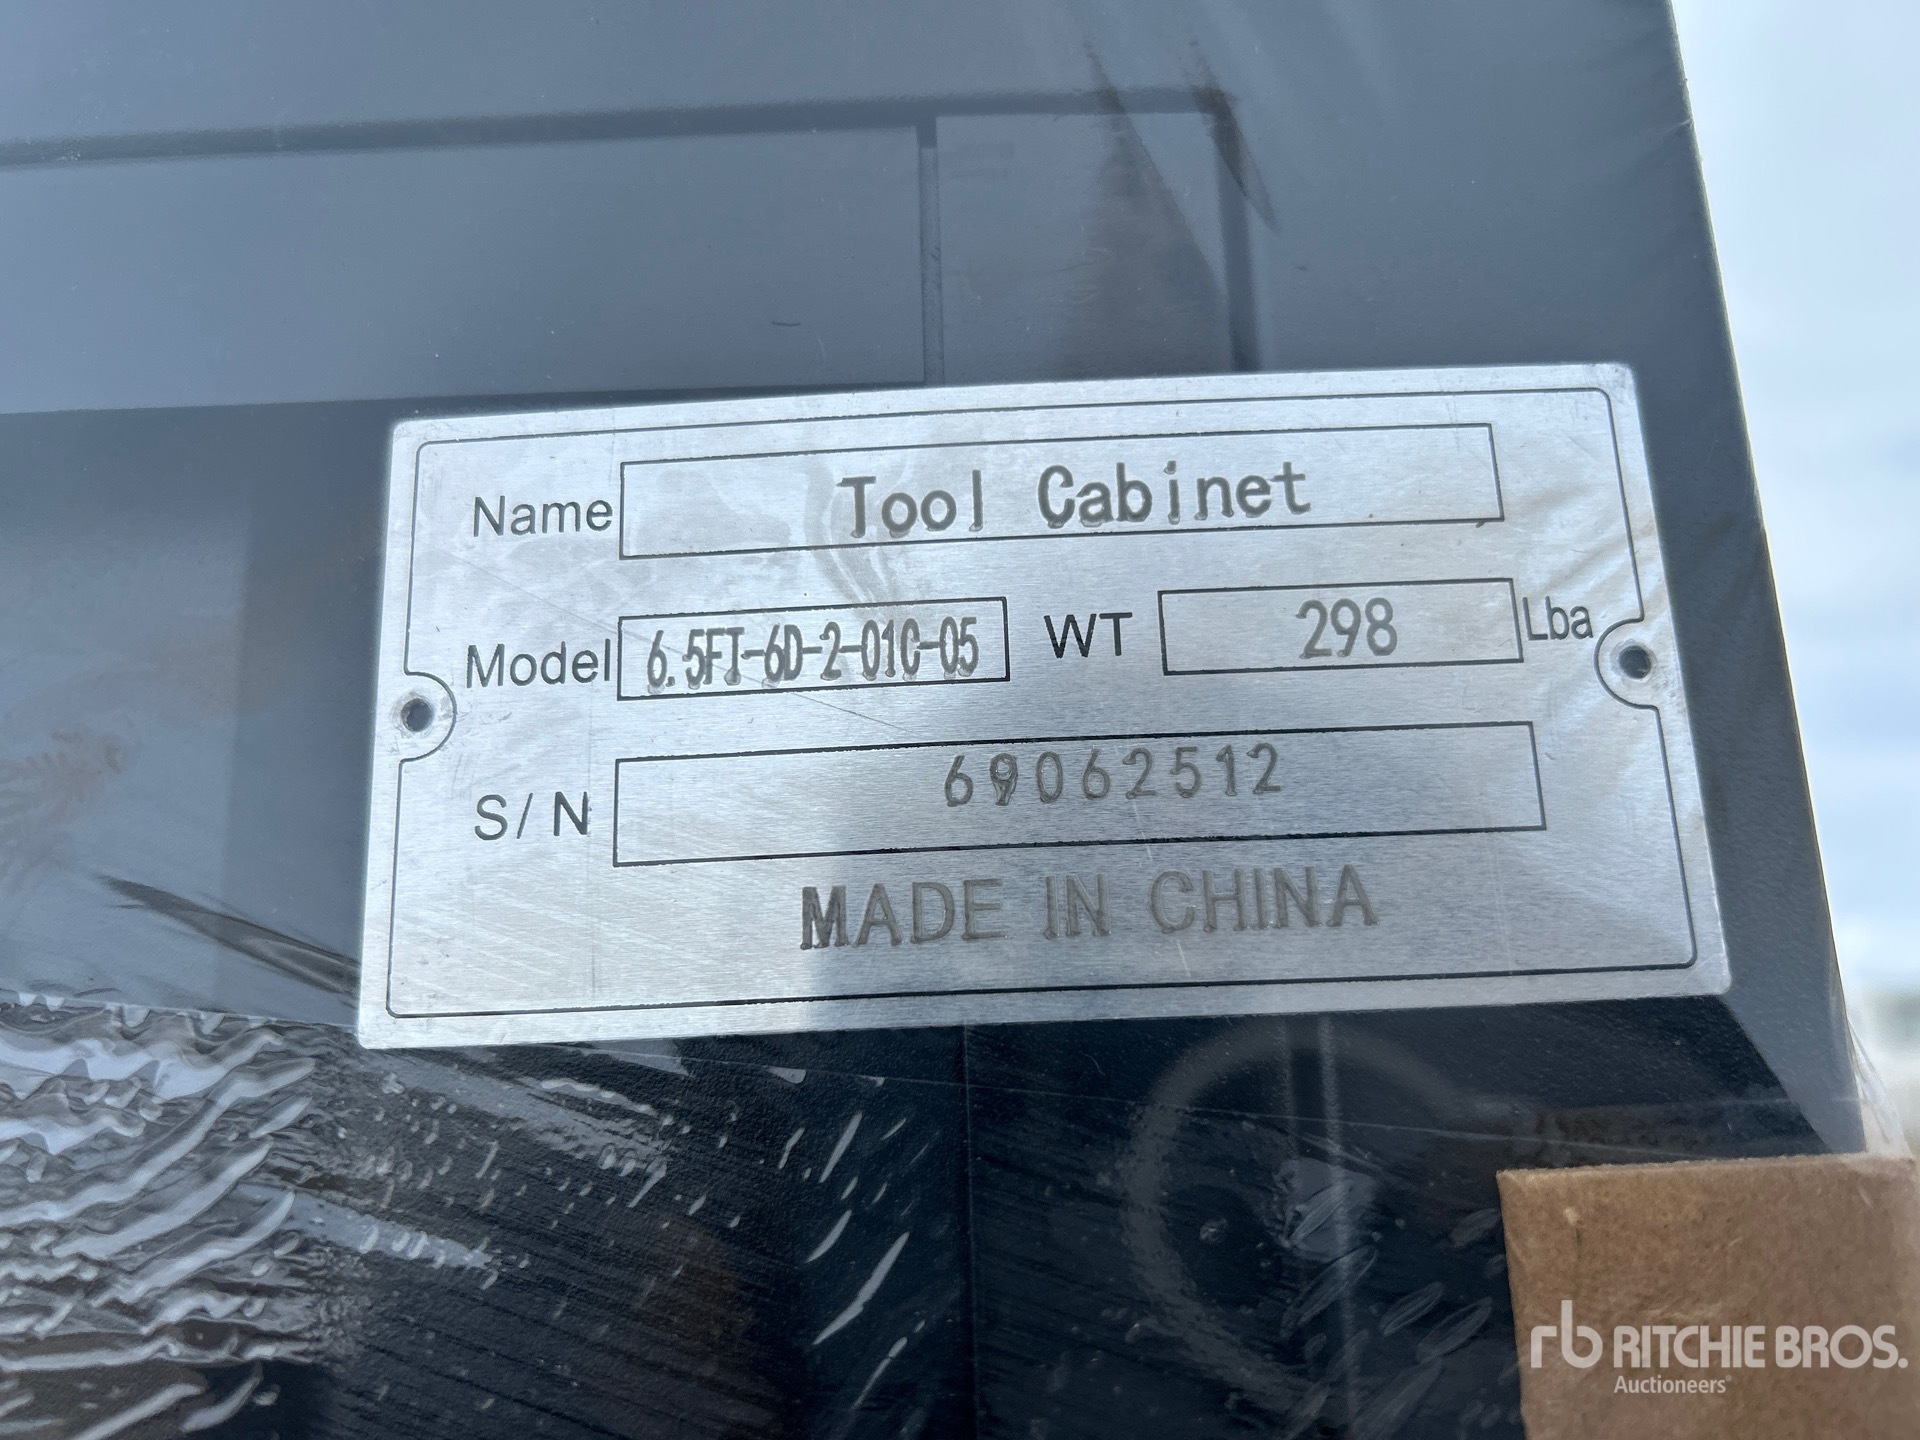 Name Tool Cabinet
Model 6.5FT-6D-2-01C-05 WT 298 Lba
S/N 69062512
MADE IN CHINA
rb RITCHIE BROS.
Auctioneers